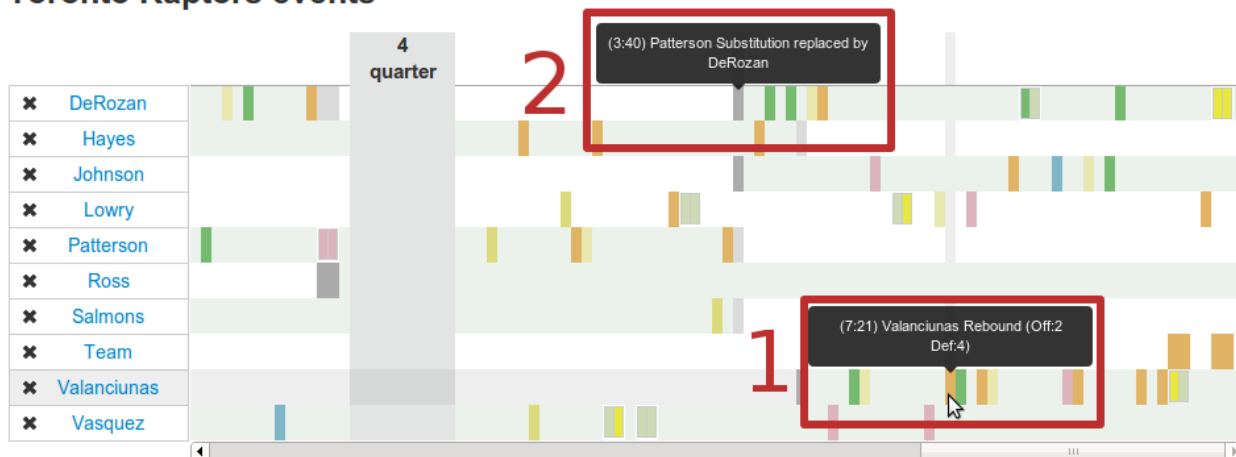 Toronto Raptors events
4
quarter
2
(3:40) Patterson Substitution replaced by
DeRozan
✖ DeRozan
✖ Hayes
✖ Johnson
✖ Lowry
✖ Patterson
✖ Ross
✖ Salmons
✖ Team
✖ Valanciunas
✖ Vasquez
1
(7:21) Valanciunas Rebound (Off:2
Def:4)